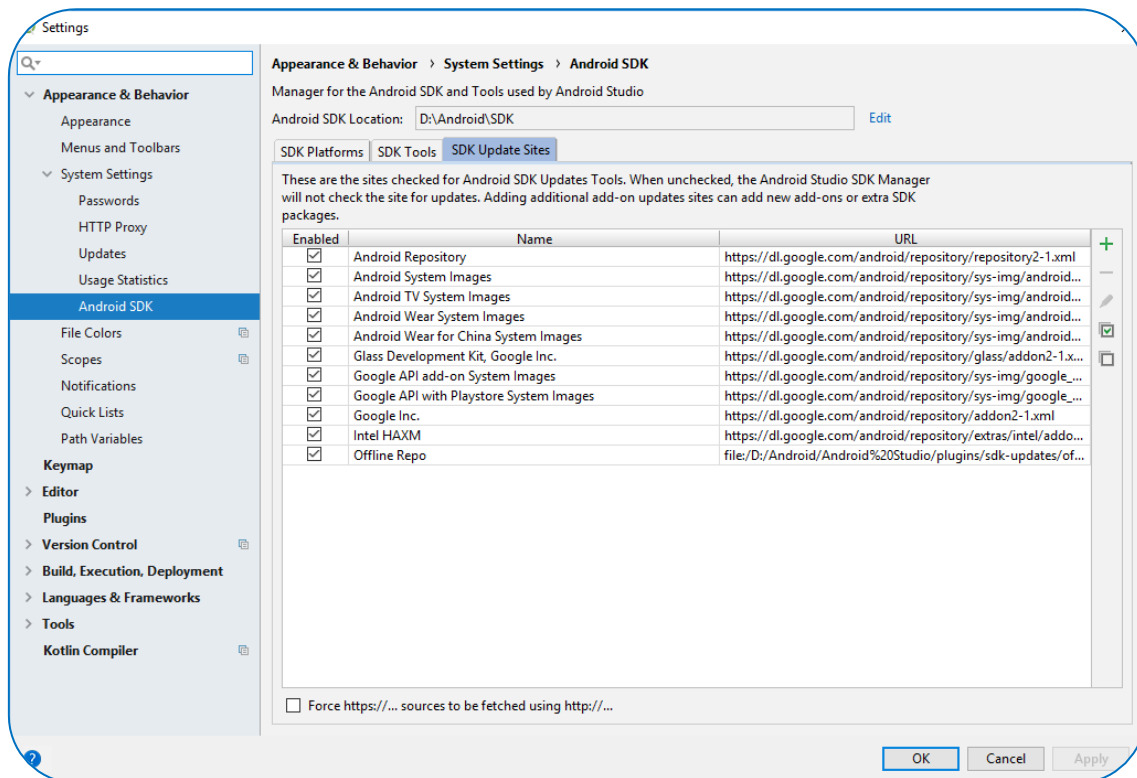 Settings
Appearance & Behavior
Appearance
Menus and Toolbars
System Settings
Passwords
HTTP Proxy
Updates
Usage Statistics
Android SDK
File Colors
Scopes
Notifications
Quick Lists
Path Variables
Keymap
Editor
Plugins
Version Control
Build, Execution, Deployment
Languages & Frameworks
Tools
Kotlin Compiler
Appearance & Behavior > System Settings > Android SDK
Manager for the Android SDK and Tools used by Android Studio
Android SDK Location: D:\Android\SDK Edit
SDK Platforms SDK Tools SDK Update Sites
These are the sites checked for Android SDK Updates Tools. When unchecked, the Android Studio SDK Manager
will not check the site for updates. Adding additional add-on updates sites can add new add-ons or extra SDK
packages.
Enabled Name URL
Android Repository https://dl.google.com/android/repository/repository2-1.xml
Android System Images https://dl.google.com/android/repository/sys-img/android...
Android TV System Images https://dl.google.com/android/repository/sys-img/android...
Android Wear System Images https://dl.google.com/android/repository/sys-img/android...
Android Wear for China System Images https://dl.google.com/android/repository/sys-img/android...
Glass Development Kit, Google Inc. https://dl.google.com/android/repository/glass/addon2-1.x...
Google API add-on System Images https://dl.google.com/android/repository/sys-img/google_...
Google API with Playstore System Images https://dl.google.com/android/repository/sys-img/google_...
Google Inc. https://dl.google.com/android/repository/addon2-1.xml
Intel HAXM https://dl.google.com/android/repository/extras/intel/addo...
Offline Repo file:/D:/Android/Android%20Studio/plugins/sdk-updates/of...
Force https://... sources to be fetched using http://...
? OK Cancel Apply